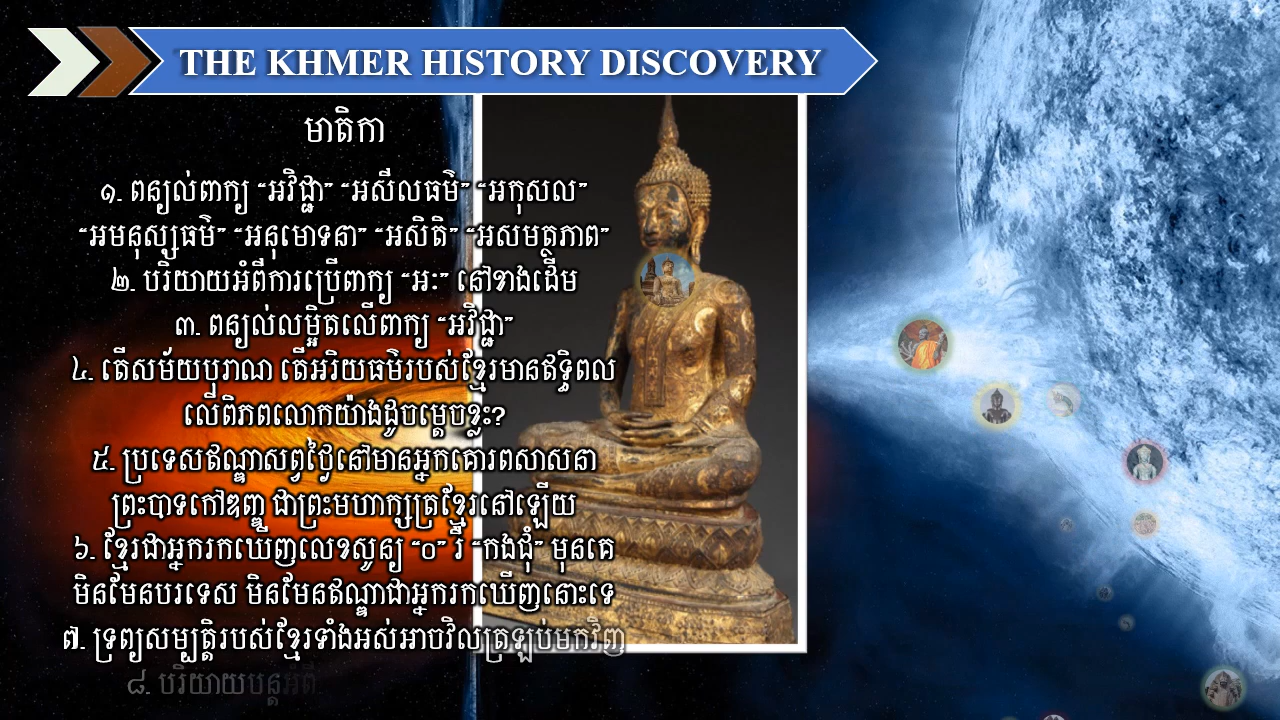 THE KHMER HISTORY DISCOVERY
មាតិកា
១. ពន្យល់ពាក្យ “អវិជ្ជា” “អសីលធម៌” “អកុសល”
“អមនុស្សធម៌” “អនុមោទនា” “អសិតិ” “អសមត្ថភាព”
២. បរិយាយអំពីការប្រើពាក្យ “អៈ” នៅខាងដើម
៣. ពន្យល់លម្អិតលើពាក្យ “អវិជ្ជា”
៤. តើសម័យបុរាណ តើអរិយធម៌របស់ខ្មែរមានឥទ្ធិពល
លើពិភពលោកយ៉ាងដូចម្ដេចខ្លះ?
៥. ប្រទេសឥណ្ឌាសព្វថ្ងៃនៅមានអ្នកគោរពសាសនា
ព្រះបាទកៅឌញ្ញ ជាព្រះមហាក្សត្រខ្មែរនៅឡើយ
៦. ខ្មែរជាអ្នករកឃើញលេខសូន្យ “០” រឺ “កងជុំ” មុនគេ
មិនមែនបរទេស មិនមែនឥណ្ឌាជាអ្នករកឃើញនោះទេ
៧. ទ្រព្យសម្បត្តិរបស់ខ្មែរទាំងអស់អាចវិលត្រឡប់មកវិញ
៨. បរិយាយបន្តអំពី